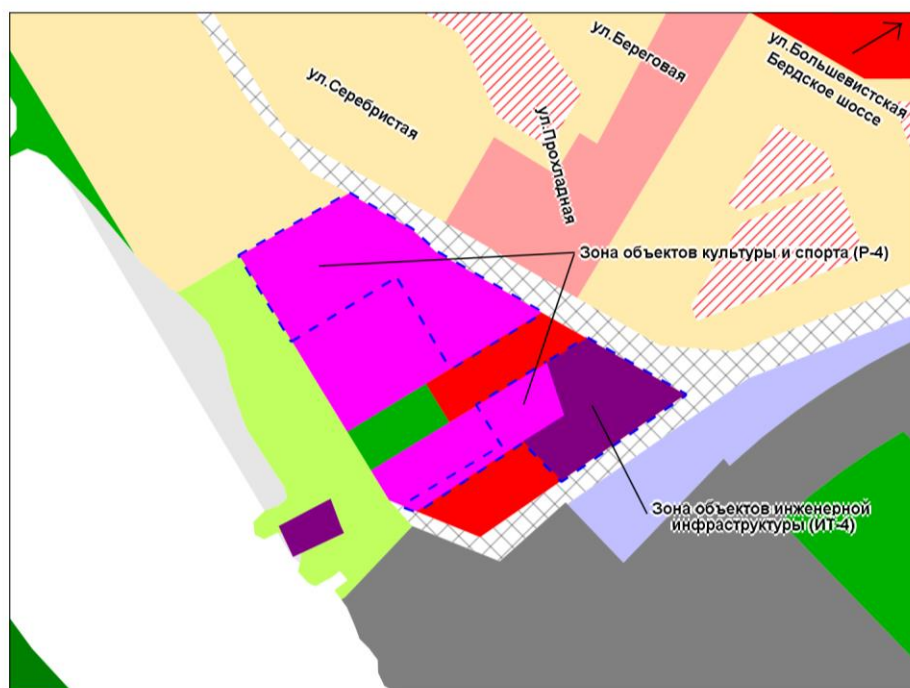 ул.Серебристая
ул.Береговая
ул.Прохладная
ул.Большевистская
Бердское шоссе
Зона объектов культуры и спорта (Р-4)
Зона объектов инженерной
инфраструктуры (ИТ-4)